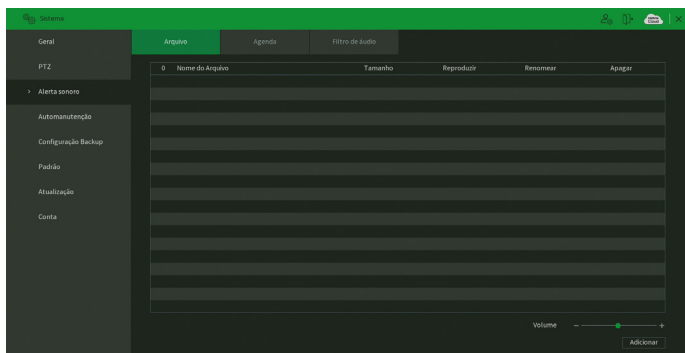 Sistema
Geral
PTZ
Alerta sonoro
Automanutenção
Configuração Backup
Padrão
Atualização
Conta
Arquivo Agenda Filtro de áudio
0 Nome do Arquivo Tamanho Reproduzir Renomear Apagar
Volume
Adicionar